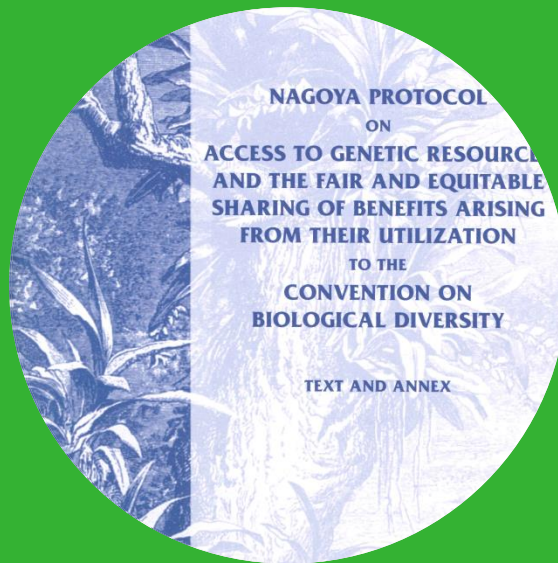 NAGOYA PROTOCOL
ON
ACCESS TO GENETIC RESOURCE
AND THE FAIR AND EQUITABLE
SHARING OF BENEFITS ARISING
FROM THEIR UTILIZATION
TO THE
CONVENTION ON
BIOLOGICAL DIVERSITY
TEXT AND ANNEX